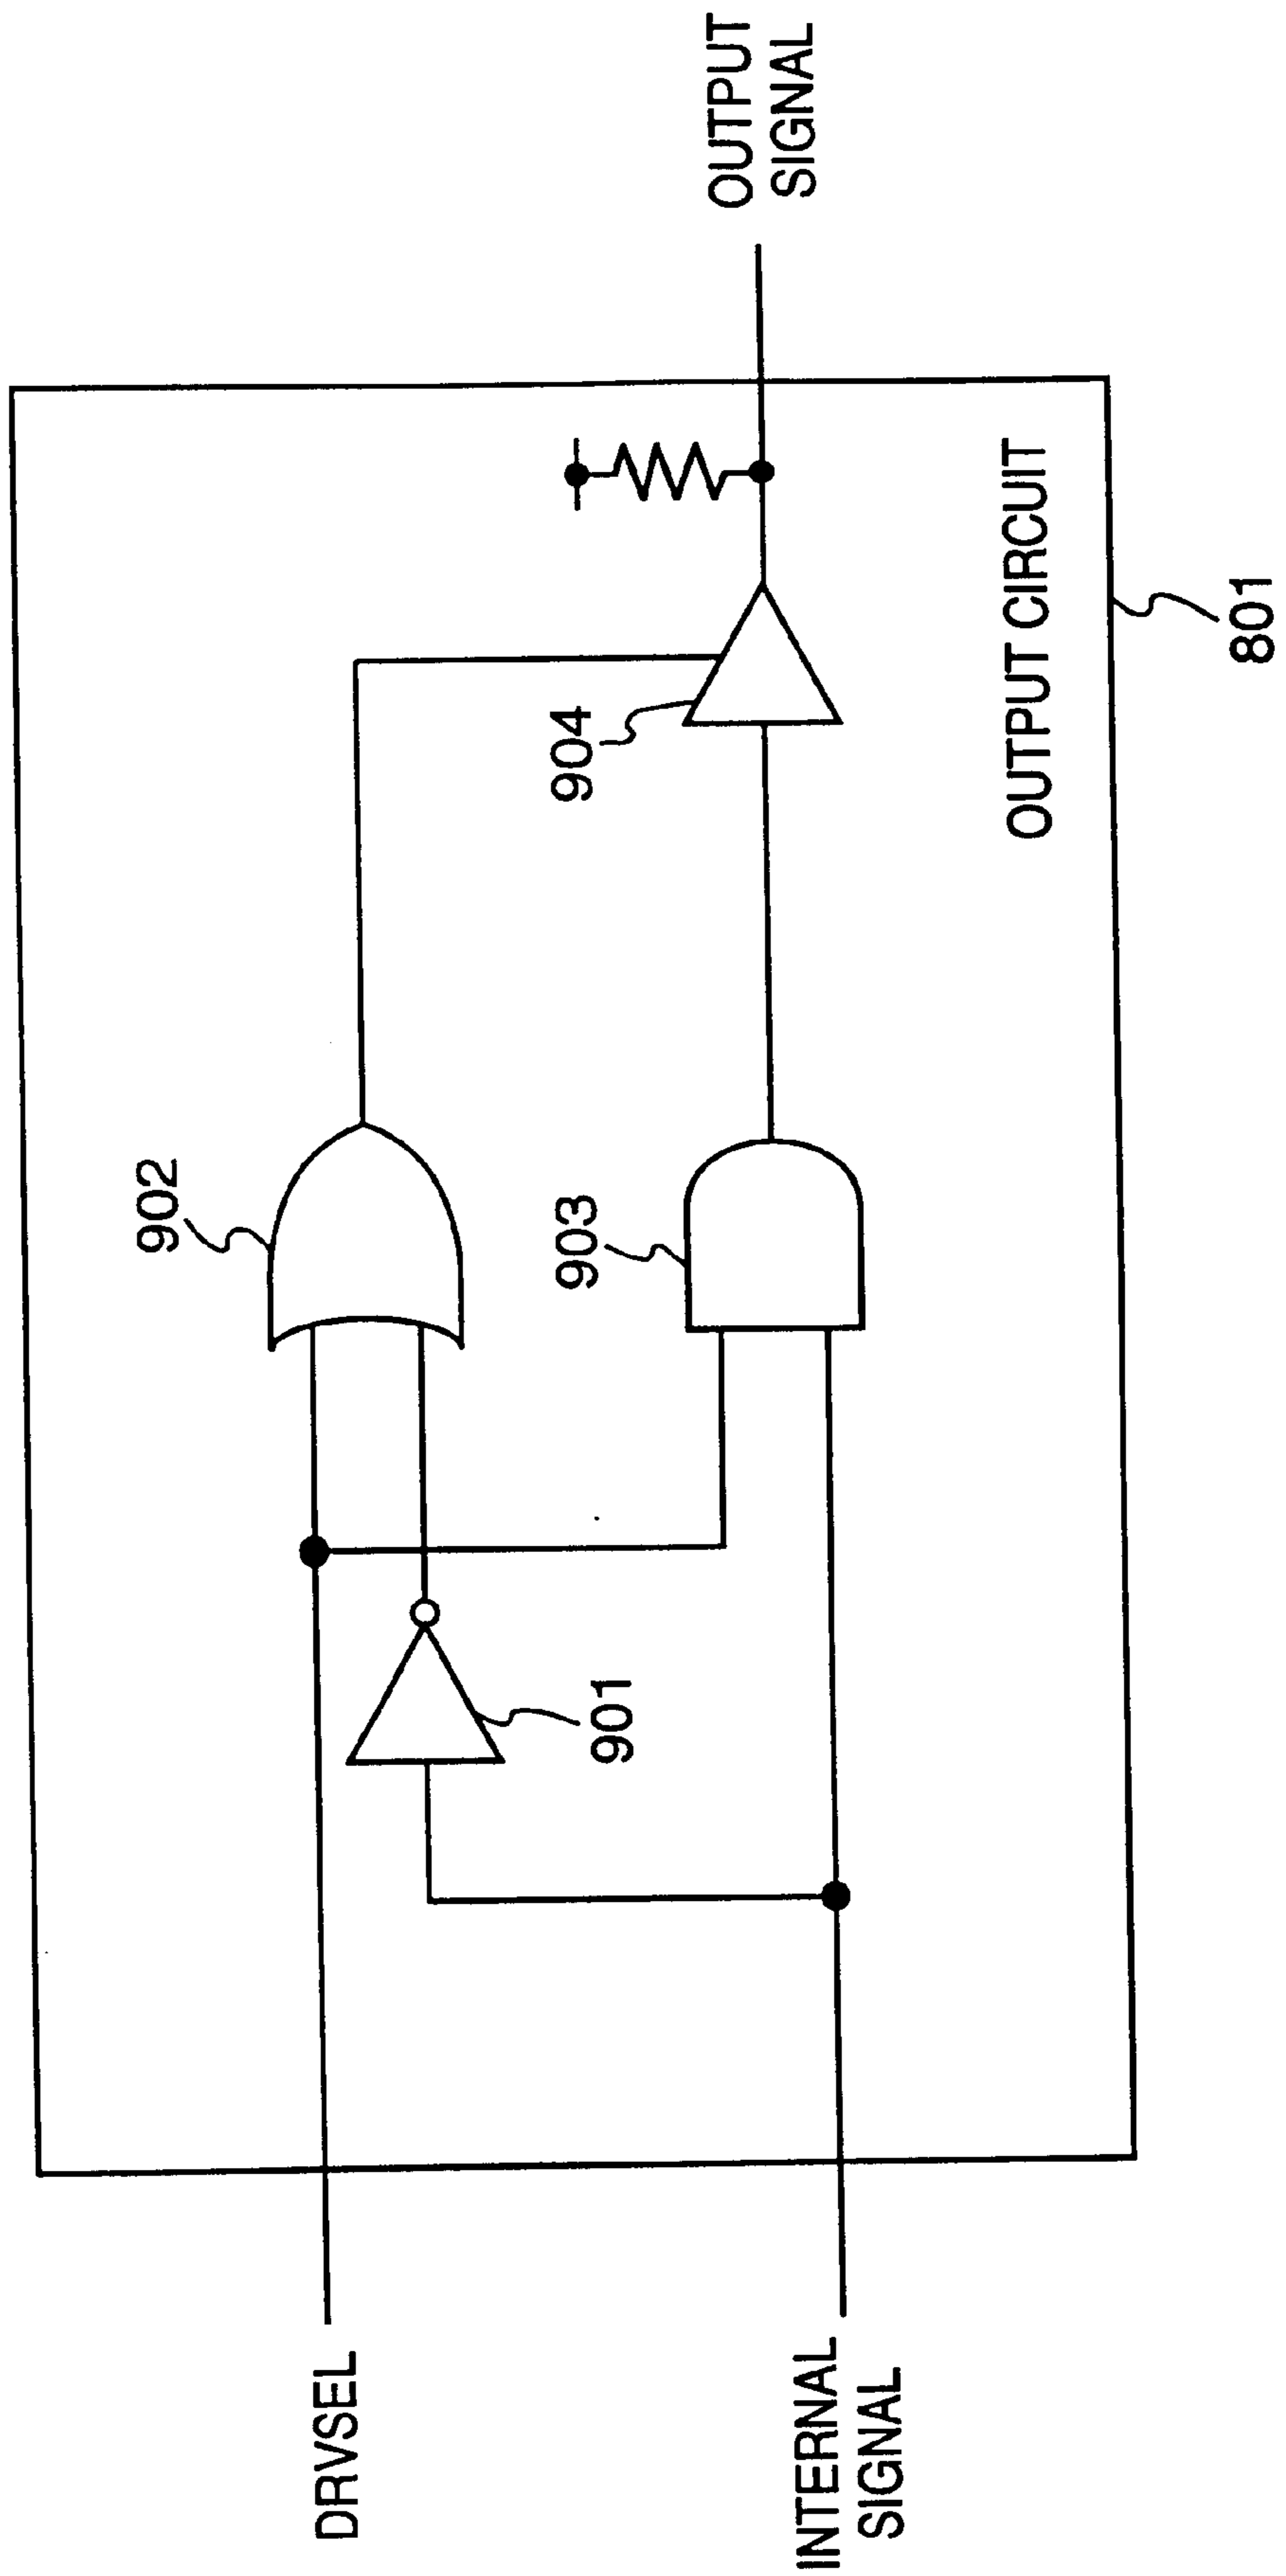 DRVSEL
INTERNAL
SIGNAL
901
902
903
904
OUTPUT CIRCUIT
801
OUTPUT
SIGNAL